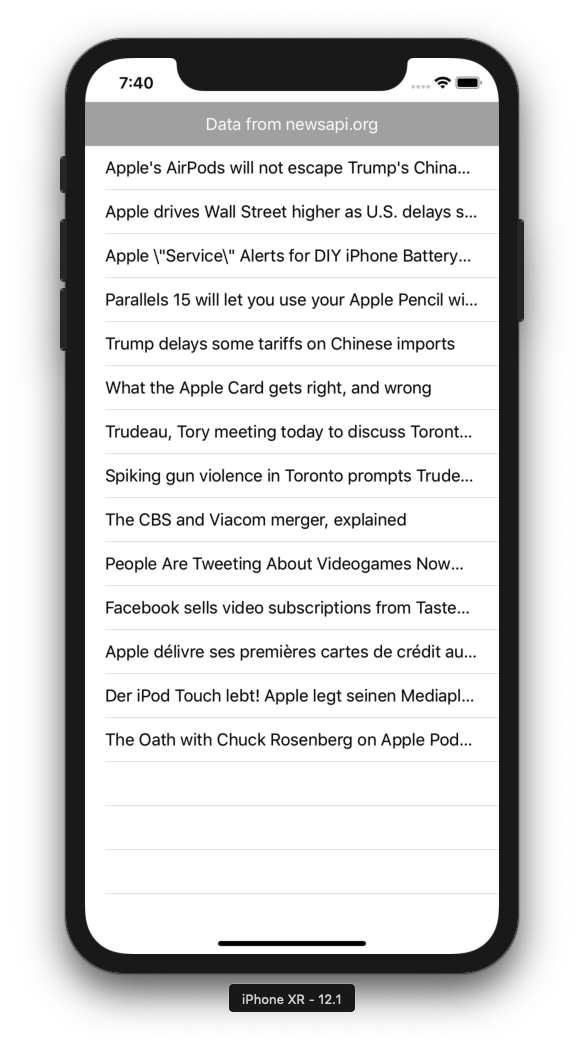 7:40
Data from newsapi.org
Apple's AirPods will not escape Trump's China...
Apple drives Wall Street higher as U.S. delays s...
Apple \"Service\" Alerts for DIY iPhone Battery...
Parallels 15 will let you use your Apple Pencil wi...
Trump delays some tariffs on Chinese imports
What the Apple Card gets right, and wrong
Trudeau, Tory meeting today to discuss Toront...
Spiking gun violence in Toronto prompts Trude...
The CBS and Viacom merger, explained
People Are Tweeting About Videogames Now...
Facebook sells video subscriptions from Taste...
Apple délivre ses premières cartes de crédit au...
Der iPod Touch lebt! Apple legt seinen Mediapl...
The Oath with Chuck Rosenberg on Apple Pod...
iPhone XR - 12.1